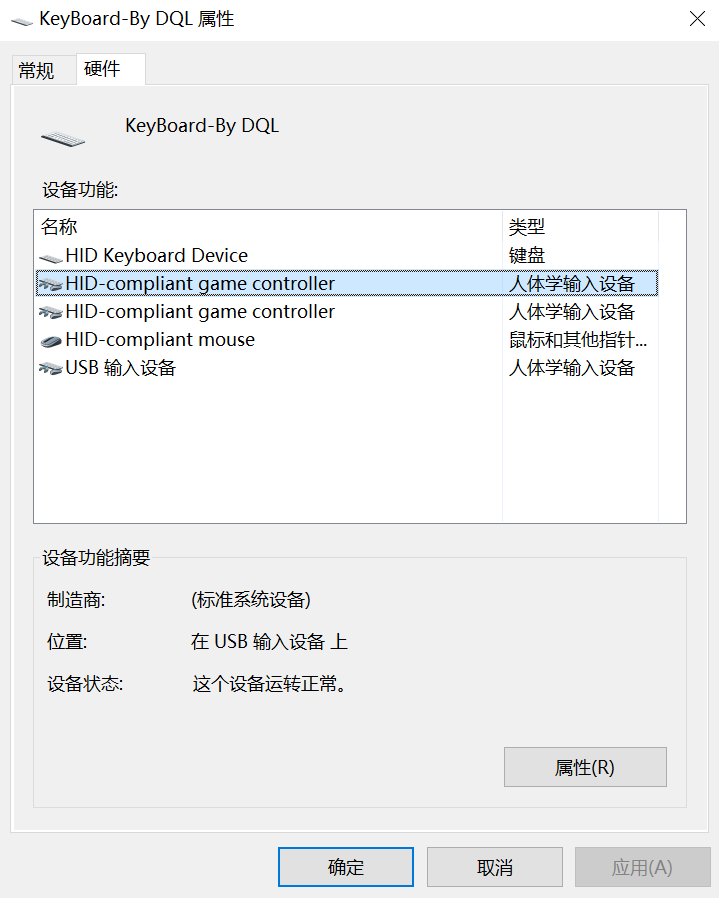 KeyBoard-By DQL 属性
常规 硬件
KeyBoard-By DQL
设备功能:
名称 类型
HID Keyboard Device 键盘
HID-compliant game controller 人体学输入设备
HID-compliant game controller 人体学输入设备
HID-compliant mouse 鼠标和其他指针...
USB 输入设备 人体学输入设备
设备功能摘要
制造商: (标准系统设备)
位置: 在 USB 输入设备 上
设备状态: 这个设备运转正常。
属性(R)
确定 取消 应用(A)